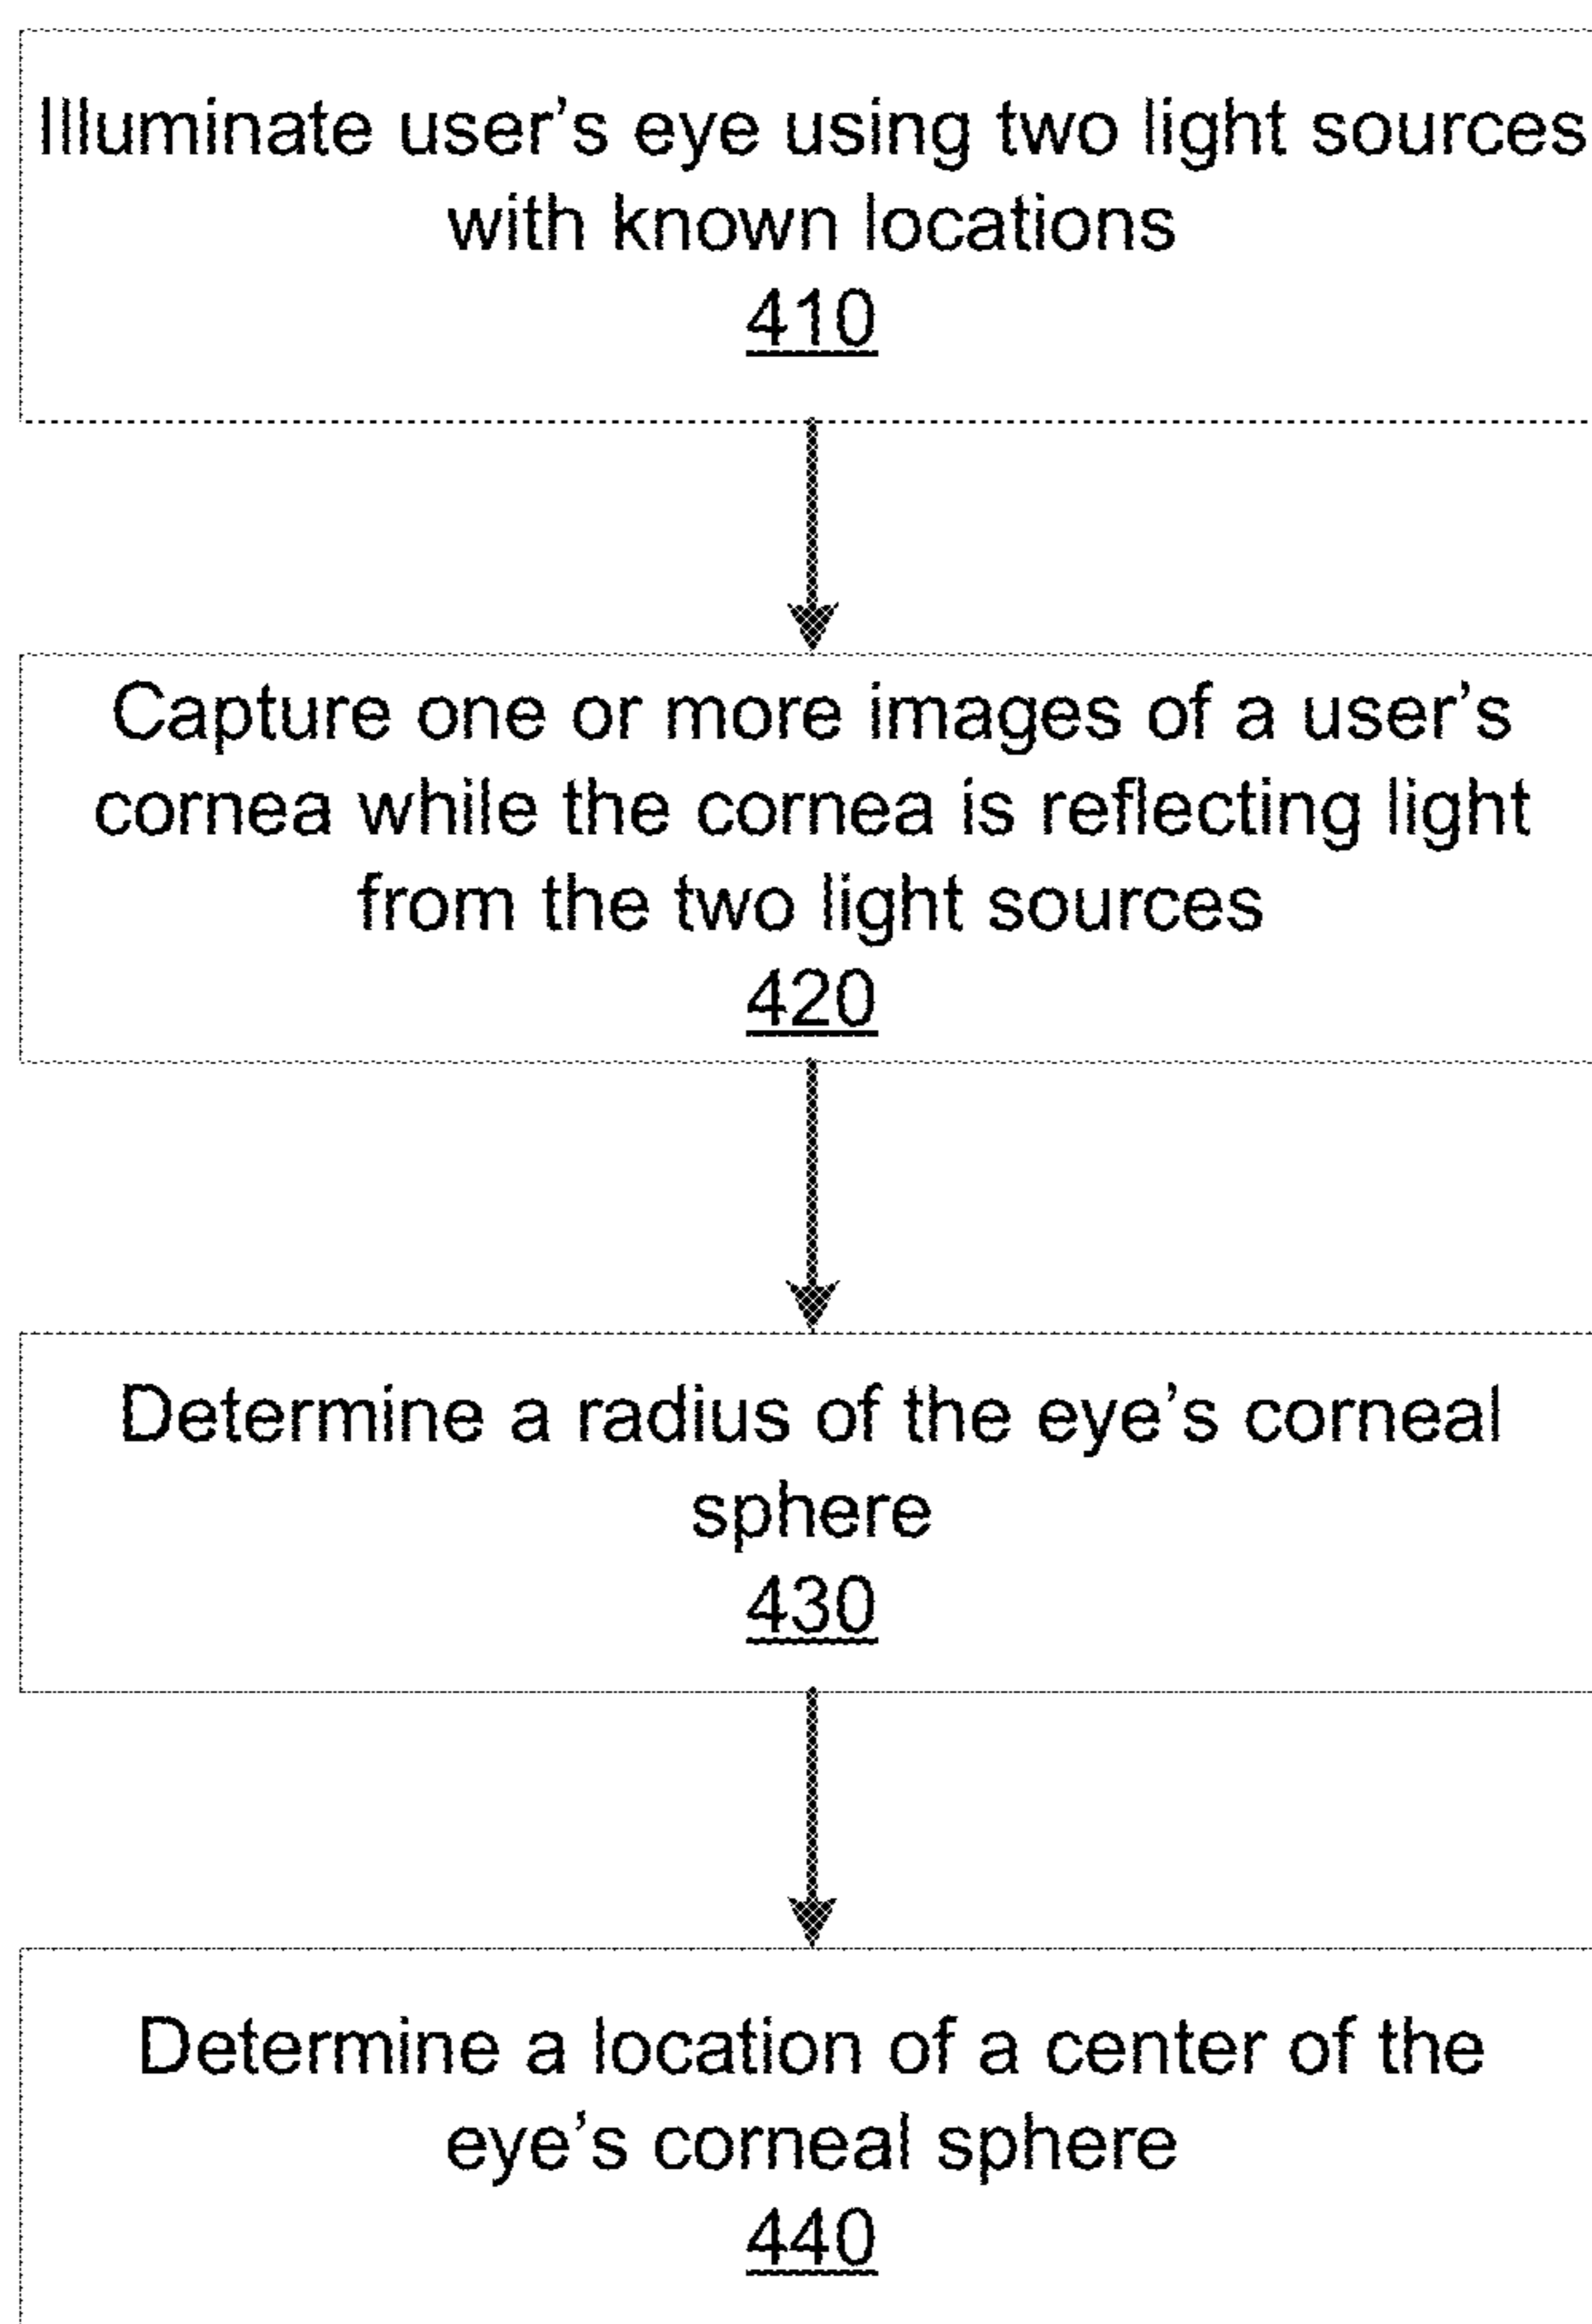 Illuminate user's eye using two light sources
with known locations
410
Capture one or more images of a user's
cornea while the cornea is reflecting light
from the two light sources
420
Determine a radius of the eye's corneal
sphere
430
Determine a location of a center of the
eye's corneal sphere
440